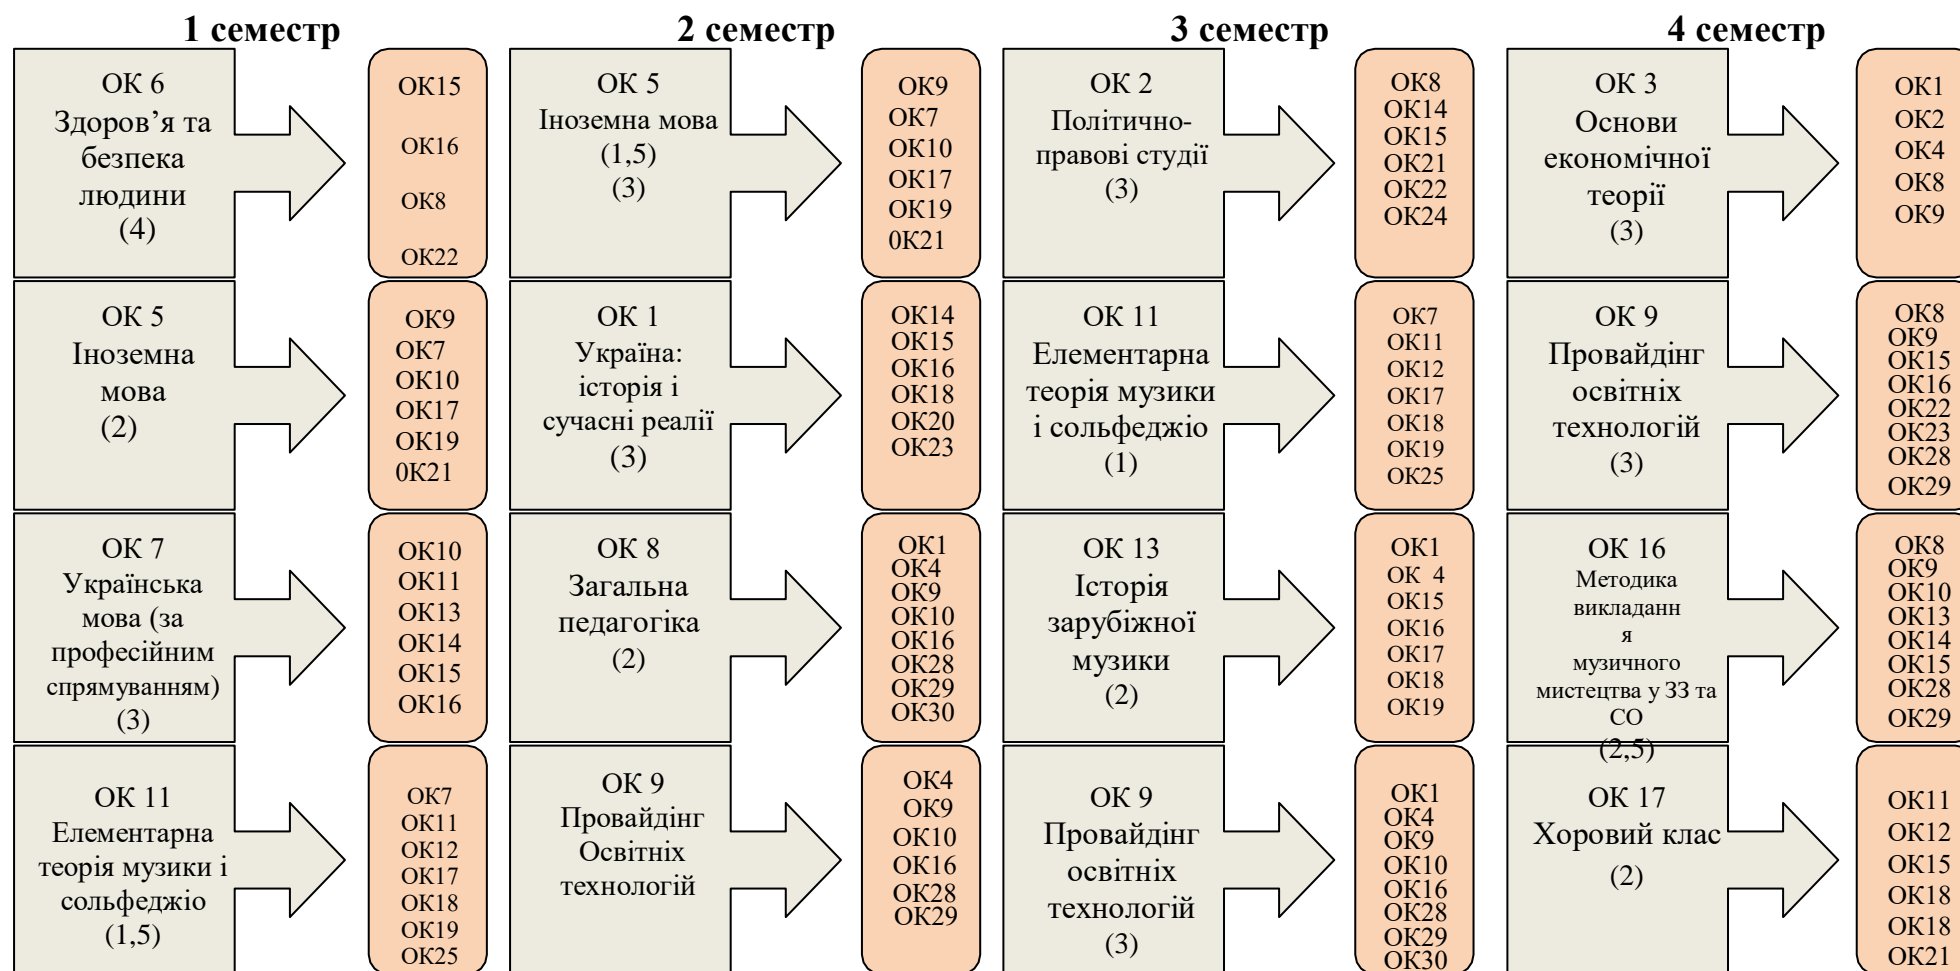 1 семестр
2 семестр
3 семестр
4 семестр
ОК 6
Здоров’я та
безпека
людини
(4)
ОК15
ОК16
ОК8
ОК22
ОК 5
Іноземна мова
(1,5)
(3)
ОК9
ОК7
ОК10
ОК17
ОК19
0К21
ОК 2
Політично-
правові студії
(3)
ОК8
ОК14
ОК15
ОК21
ОК22
ОК24
ОК 3
Основи
економічної
теорії
(3)
ОК1
ОК2
ОК4
ОК8
ОК9
ОК 5
Іноземна
мова
(2)
ОК9
ОК7
ОК10
ОК17
ОК19
0К21
ОК 1
Україна:
історія і
сучасні реалії
(3)
ОК14
ОК15
ОК16
ОК18
ОК20
ОК23
ОК 11
Елементарна
теорія музики
і сольфеджіо
(1)
ОК7
ОК11
ОК12
ОК17
ОК18
ОК19
ОК25
ОК 9
Провайдінг
освітніх
технологій
(3)
ОК8
ОК9
ОК15
ОК16
ОК22
ОК23
ОК28
ОК29
ОК 7
Українська
мова (за
професійним
спрямуванням)
(3)
ОК10
ОК11
ОК13
ОК14
ОК15
ОК16
ОК 8
Загальна
педагогіка
(2)
ОК1
ОК4
ОК9
ОК10
ОК16
ОК28
ОК29
ОК30
ОК 13
Історія
зарубіжної
музики
(2)
ОК1
ОК 4
ОК15
ОК16
ОК17
ОК18
ОК19
ОК 16
Методика
викладанн
я
музичного
мистецтва у ЗЗ та
СО
(2,5)
ОК8
ОК9
ОК10
ОК13
ОК14
ОК15
ОК28
ОК29
ОК 11
Елементарна
теорія музики і
сольфеджіо
(1,5)
ОК7
ОК11
ОК12
ОК17
ОК18
ОК19
ОК25
ОК 9
Провайдінг
Освітніх
технологій
ОК4
ОК9
ОК10
ОК16
ОК28
ОК29
ОК 9
Провайдінг
освітніх
технологій
(3)
ОК1
ОК4
ОК9
ОК10
ОК16
ОК28
ОК29
ОК30
ОК 17
Хоровий клас
(2)
ОК11
ОК12
ОК15
ОК18
ОК18
ОК21